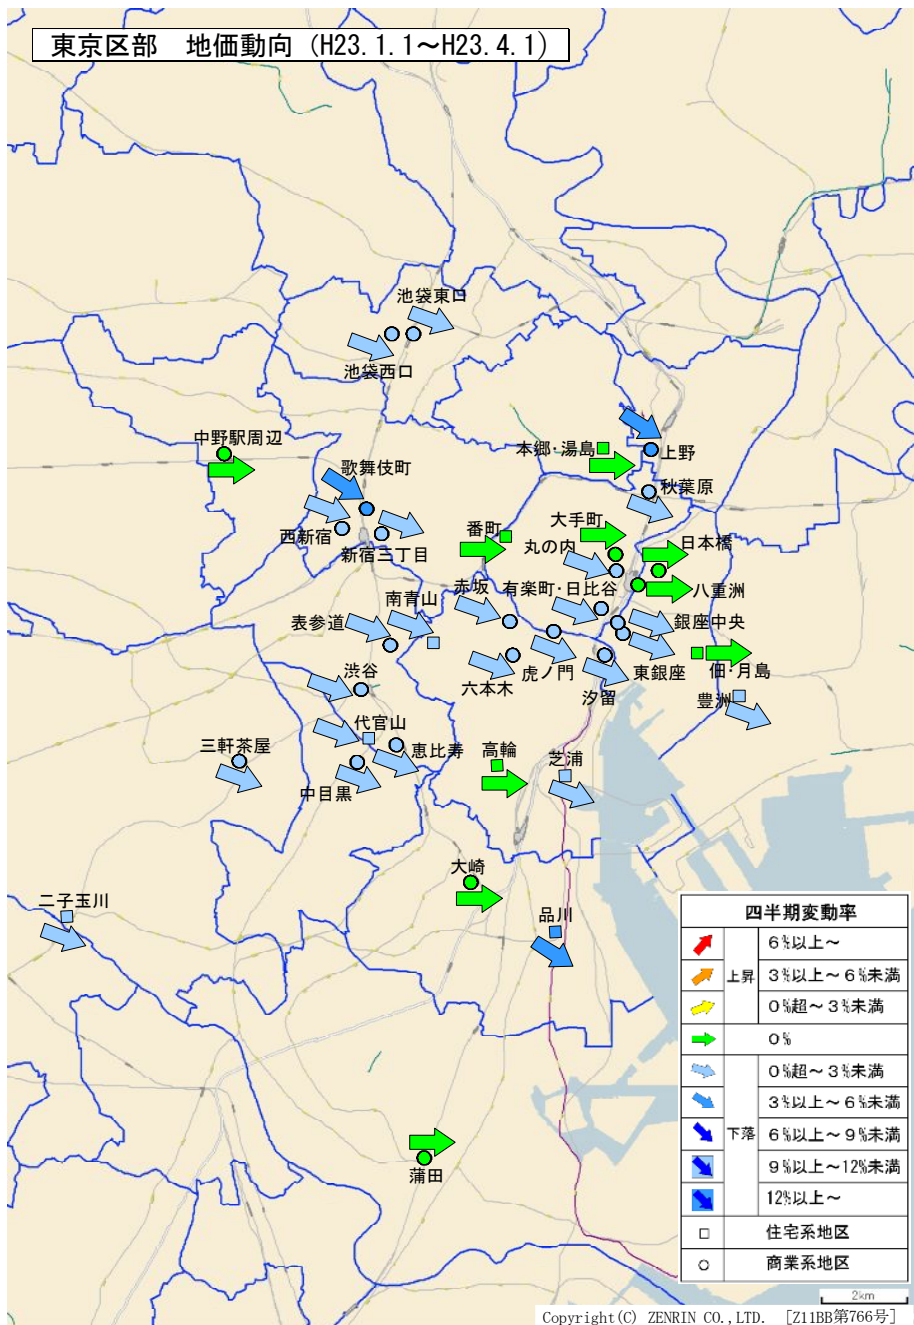 東京区部 地価動向 (H23.1.1～H23.4.1)
池袋東口
池袋西口
中野駅周辺
歌舞伎町
西新宿
新宿三丁目
本郷･湯島
上野
秋葉原
番町
大手町
丸の内
日本橋
八重洲
赤坂
有楽町･日比谷
南青山
表参道
銀座中央
六本木
虎ノ門
東銀座
佃･月島
汐留
豊洲
渋谷
代官山
恵比寿
三軒茶屋
中目黒
高輪
芝浦
大崎
二子玉川
品川
蒲田
四半期変動率
上昇
6%以上～
3%以上～6%未満
0%超～3%未満
0%
下落
0%超～3%未満
3%以上～6%未満
6%以上～9%未満
9%以上～12%未満
12%以上～
住宅系地区
商業系地区
2km
Copyright(C) ZENRIN CO.,LTD. [Z11BB第766号]